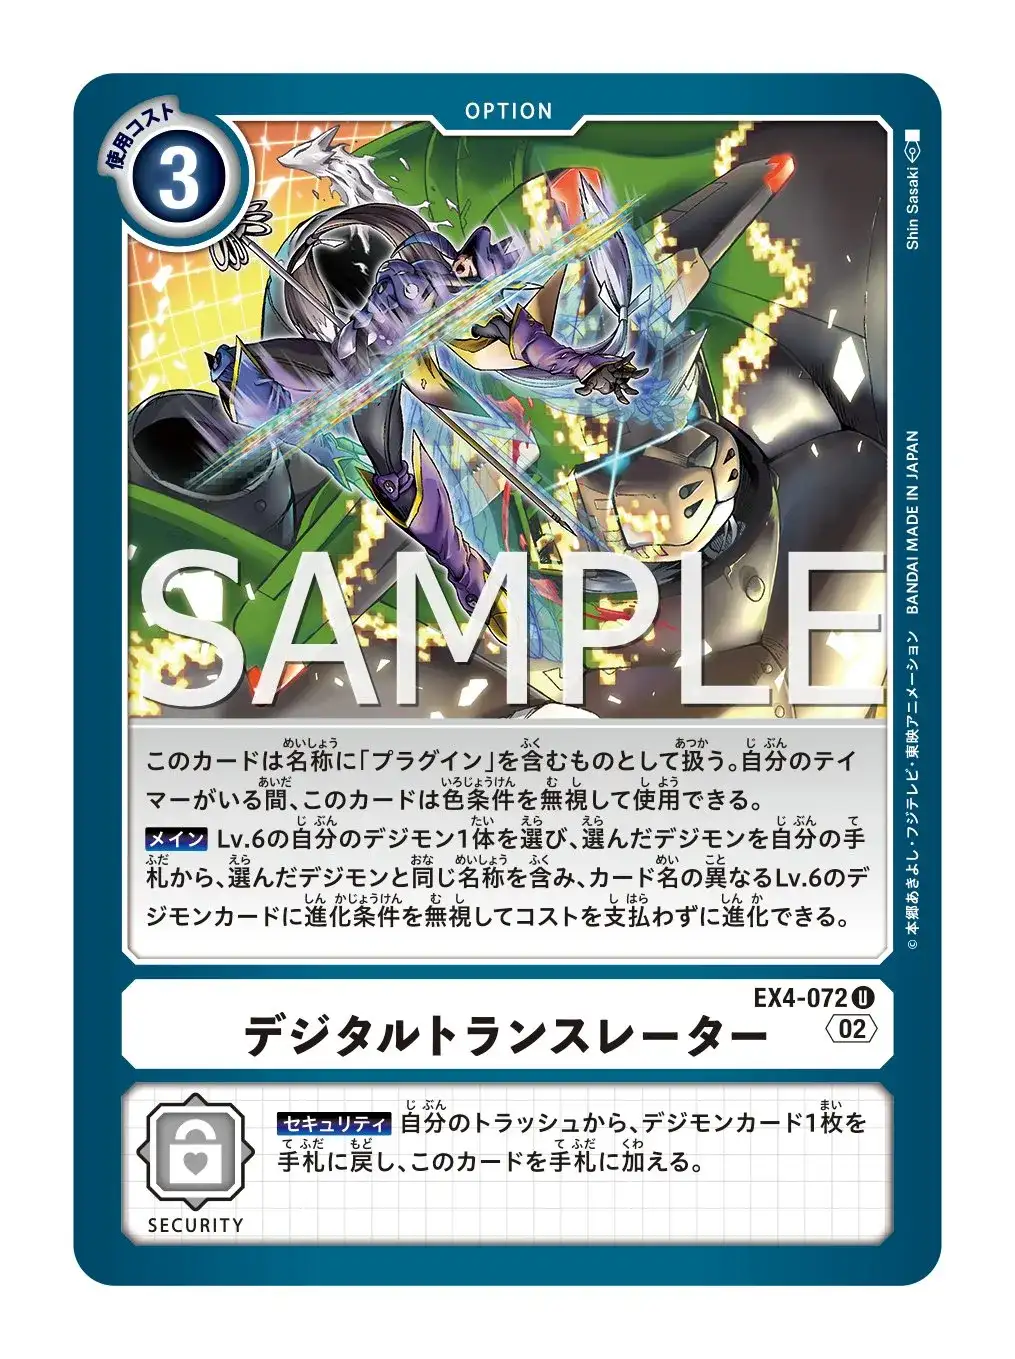 OPTION
使用コスト
3
Shin Sasaki
SAMPLE
©本郷あきよし・フジテレビ・東映アニメーション BANDAI MADE IN JAPAN
このカードは名称に「プラグイン」を含むものとして扱う。自分のテイ
マーがいる間、このカードは色条件を無視して使用できる。
メイン Lv.6の自分のデジモン1体を選び、選んだデジモンを自分の手
札から、選んだデジモンと同じ名称を含み、カード名の異なるLv.6のデ
ジモンカードに進化条件を無視してコストを支払わずに進化できる。
EX4-072 U
デジタルトランスレーター
02
セキュリティ 自分のトラッシュから、デジモンカード1枚を
手札に戻し、このカードを手札に加える。
SECURITY